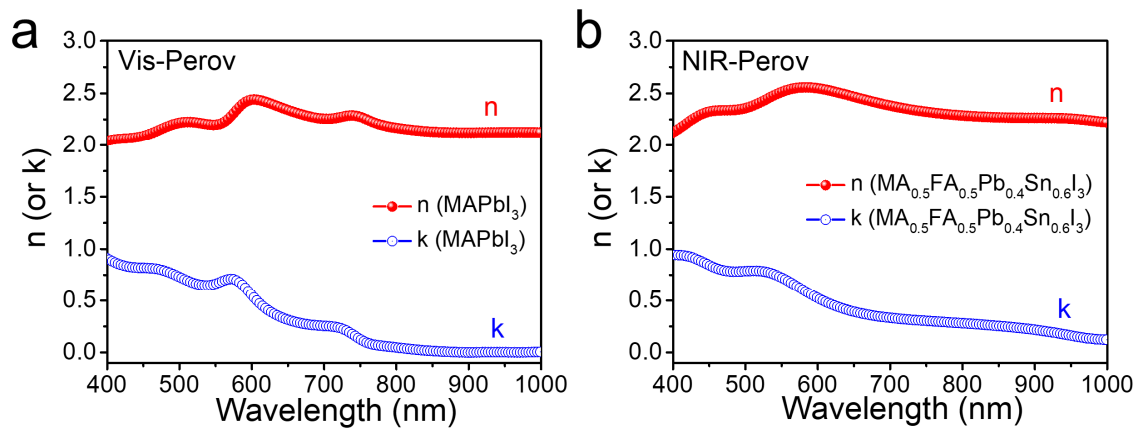 a
Vis-Perov
n
n (MAPbI₃)
k (MAPbI₃)
k
n (or k)
3.0
2.5
2.0
1.5
1.0
0.5
0.0
400 500 600 700 800 900 1000
Wavelength (nm)
b
NIR-Perov
n
n (MA₀.₅FA₀.₅Pb₀.₄Sn₀.₆I₃)
k (MA₀.₅FA₀.₅Pb₀.₄Sn₀.₆I₃)
k
n (or k)
3.0
2.5
2.0
1.5
1.0
0.5
0.0
400 500 600 700 800 900 1000
Wavelength (nm)